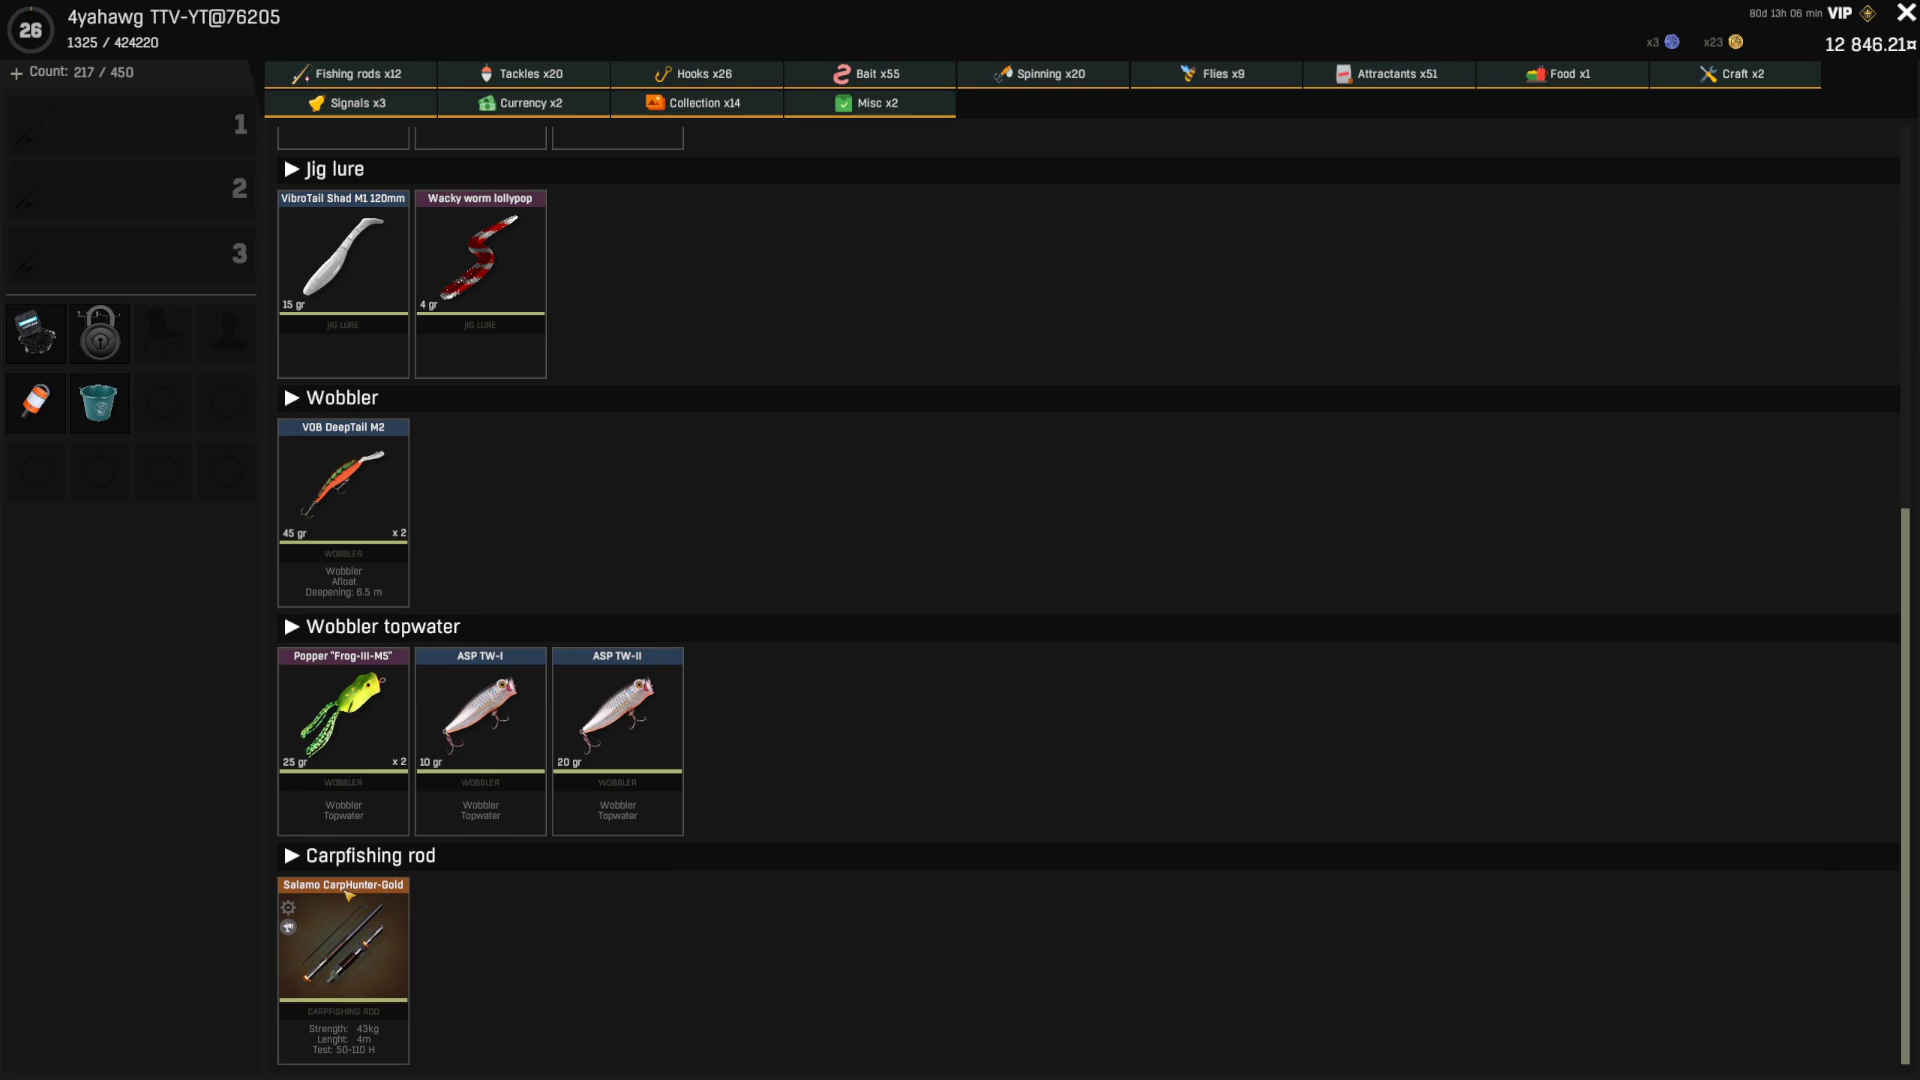 26
4yahawg TTV-YT@76205
1325 / 424220
80d 13h 06 min VIP
x3 x23
12 846.21¤
+ Count: 217 / 450
Fishing rods x12
Tackles x20
Hooks x26
Bait x55
Spinning x20
Flies x9
Attractants x51
Food x1
Craft x2
Signals x3
Currency x2
Collection x14
Misc x2
1
2
3
Jig lure
VibroTail Shad M1 120mm
15 gr
JIG LURE
Wacky worm lollypop
4 gr
JIG LURE
Wobbler
VOB DeepTail M2
45 gr x 2
WOBBLER
Wobbler
Afloat
Deepening: 6.5 m
Wobbler topwater
Popper "Frog-III-M5"
25 gr x 2
WOBBLER
Wobbler
Topwater
ASP TW-I
10 gr
WOBBLER
Wobbler
Topwater
ASP TW-II
20 gr
WOBBLER
Wobbler
Topwater
Carpfishing rod
Salamo CarpHunter-Gold
CARPFISHING ROD
Strength: 43kg
Lenght: 4m
Test: 50-110 H